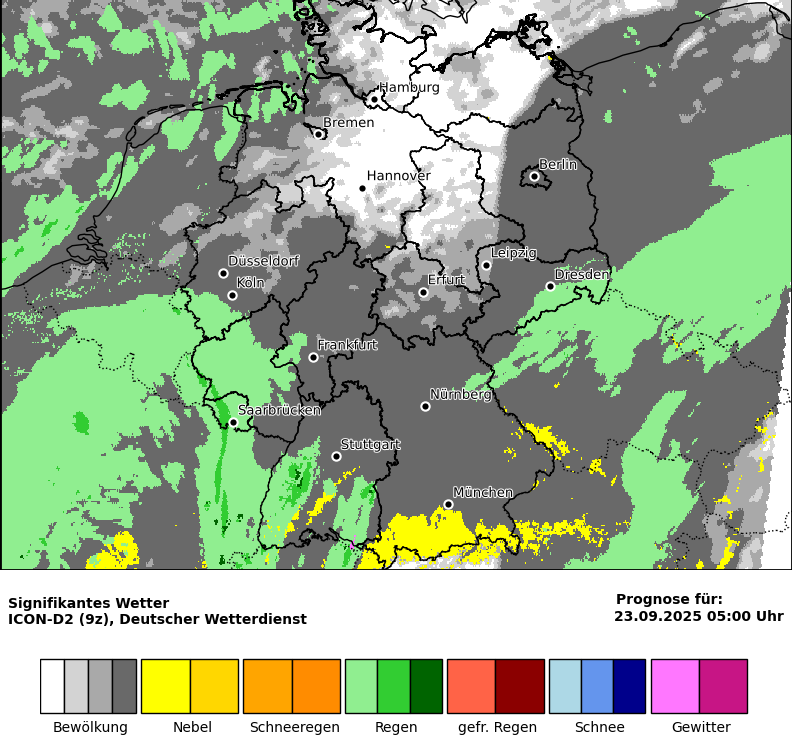 Hamburg
Bremen
Berlin
Hannover
Leipzig
Düsseldorf
Dresden
Köln
Erfurt
Frankfurt
Nürnberg
Saarbrücken
Stuttgart
München
Signifikantes Wetter
ICON-D2 (9z), Deutscher Wetterdienst
Prognose für:
23.09.2025 05:00 Uhr
Bewölkung Nebel Schneeregen Regen gefr. Regen Schnee Gewitter